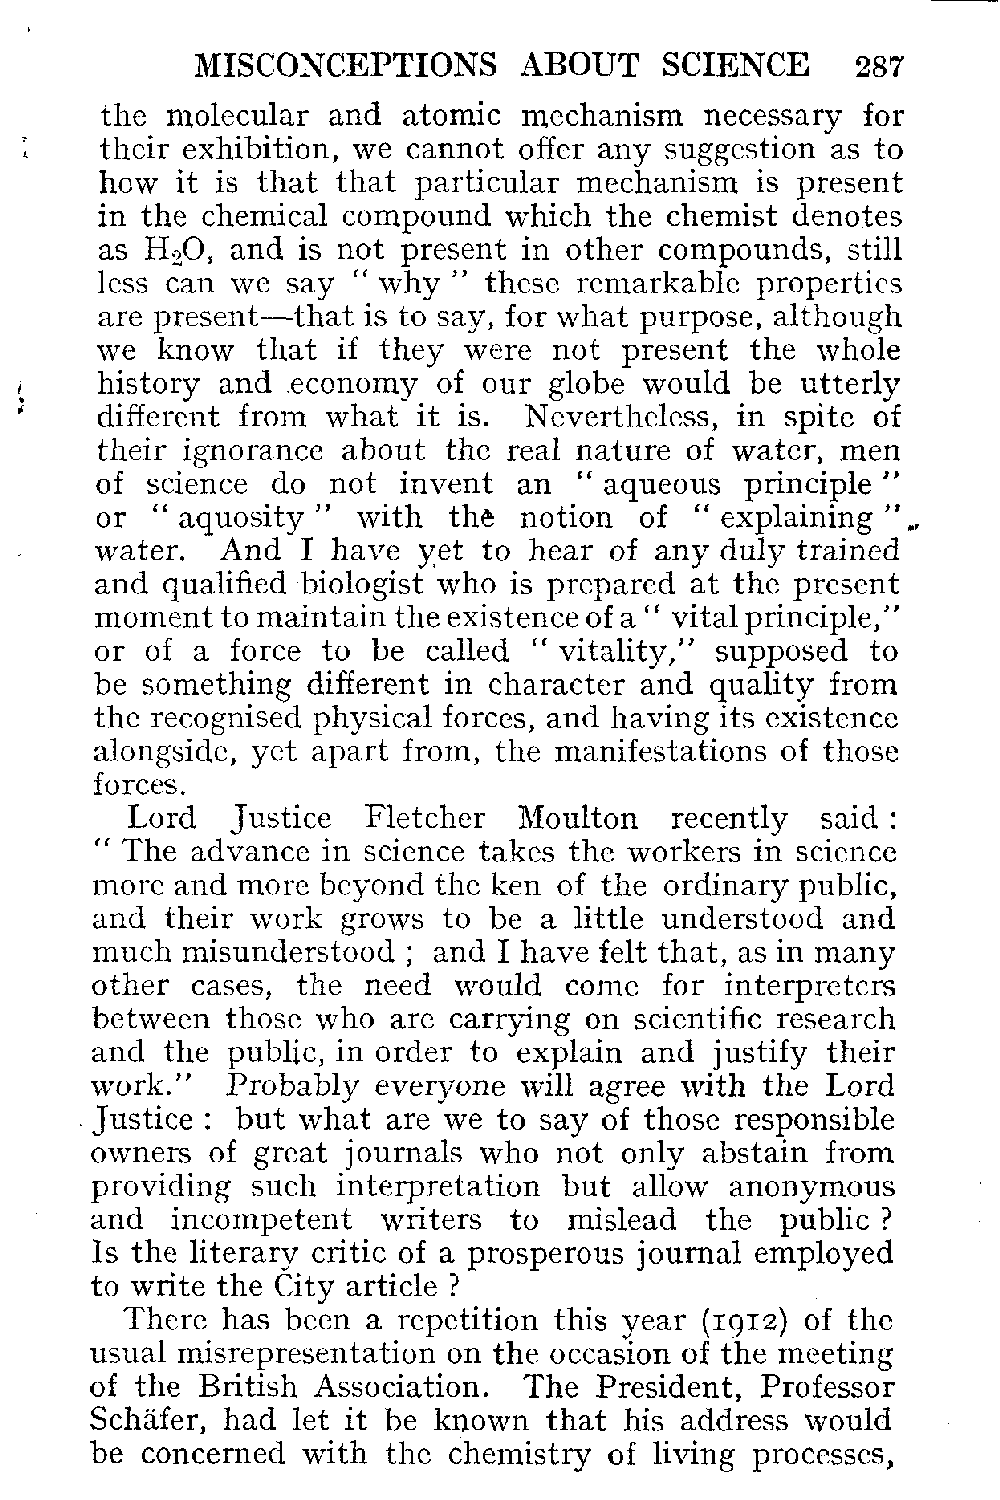 MISCONCEPTIONS ABOUT SCIENCE 287
the molecular and atomic mechanism necessary for
their exhibition, we cannot offer any suggestion as to
how it is that that particular mechanism is present
in the chemical compound which the chemist denotes
as H₂O, and is not present in other compounds, still
less can we say “ why ” these remarkable properties
are present—that is to say, for what purpose, although
we know that if they were not present the whole
history and economy of our globe would be utterly
different from what it is. Nevertheless, in spite of
their ignorance about the real nature of water, men
of science do not invent an “ aqueous principle ”
or “ aquosity ” with the notion of “ explaining ”
water. And I have yet to hear of any duly trained
and qualified biologist who is prepared at the present
moment to maintain the existence of a “ vital principle,”
or of a force to be called “ vitality,” supposed to
be something different in character and quality from
the recognised physical forces, and having its existence
alongside, yet apart from, the manifestations of those
forces.
Lord Justice Fletcher Moulton recently said :
“ The advance in science takes the workers in science
more and more beyond the ken of the ordinary public,
and their work grows to be a little understood and
much misunderstood ; and I have felt that, as in many
other cases, the need would come for interpreters
between those who are carrying on scientific research
and the public, in order to explain and justify their
work.” Probably everyone will agree with the Lord
Justice : but what are we to say of those responsible
owners of great journals who not only abstain from
providing such interpretation but allow anonymous
and incompetent writers to mislead the public ?
Is the literary critic of a prosperous journal employed
to write the City article ?
There has been a repetition this year (1912) of the
usual misrepresentation on the occasion of the meeting
of the British Association. The President, Professor
Schäfer, had let it be known that his address would
be concerned with the chemistry of living processes,